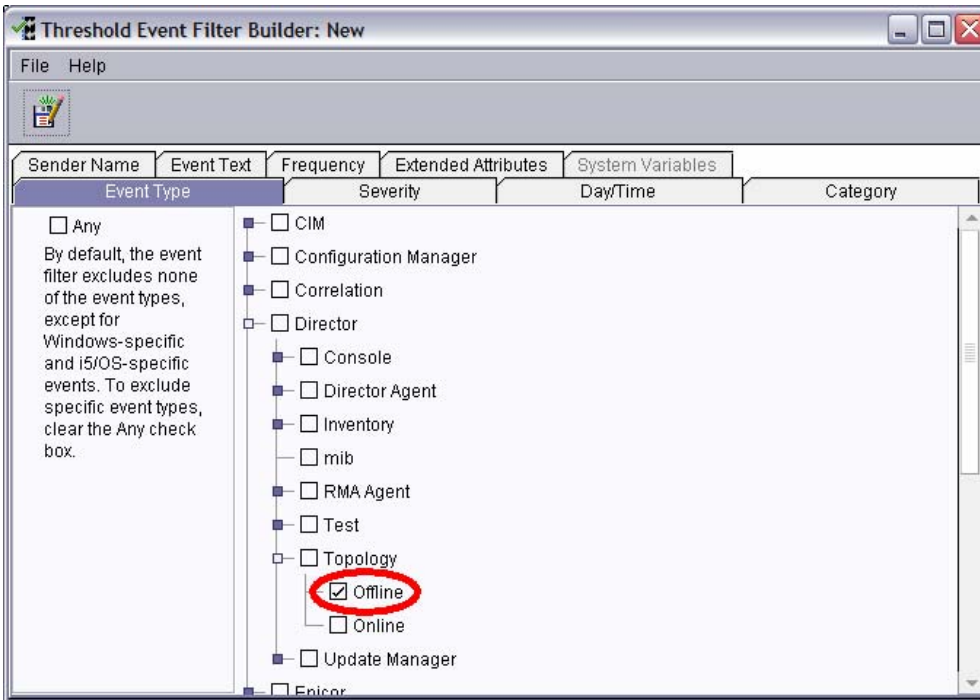 Threshold Event Filter Builder: New
File Help
Sender Name Event Text Frequency Extended Attributes System Variables
Event Type Severity Day/Time Category
Any
By default, the event
filter excludes none
of the event types,
except for
Windows-specific
and i5/OS-specific
events. To exclude
specific event types,
clear the Any check
box.
CIM
Configuration Manager
Correlation
Director
Console
Director Agent
Inventory
mib
RMA Agent
Test
Topology
Offline
Online
Update Manager
Epicor